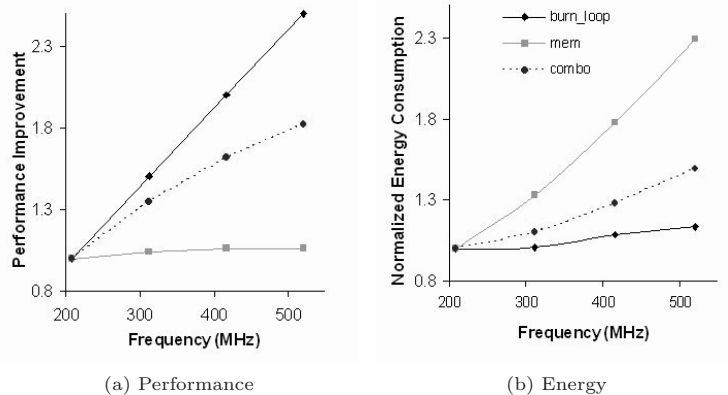 Performance Improvement
2.3
1.8
1.3
0.8
200
300
400
500
Frequency (MHz)
(a) Performance
Normalized Energy Consumption
burn_loop
mem
combo
2.3
1.8
1.3
0.8
200
300
400
500
Frequency (MHz)
(b) Energy